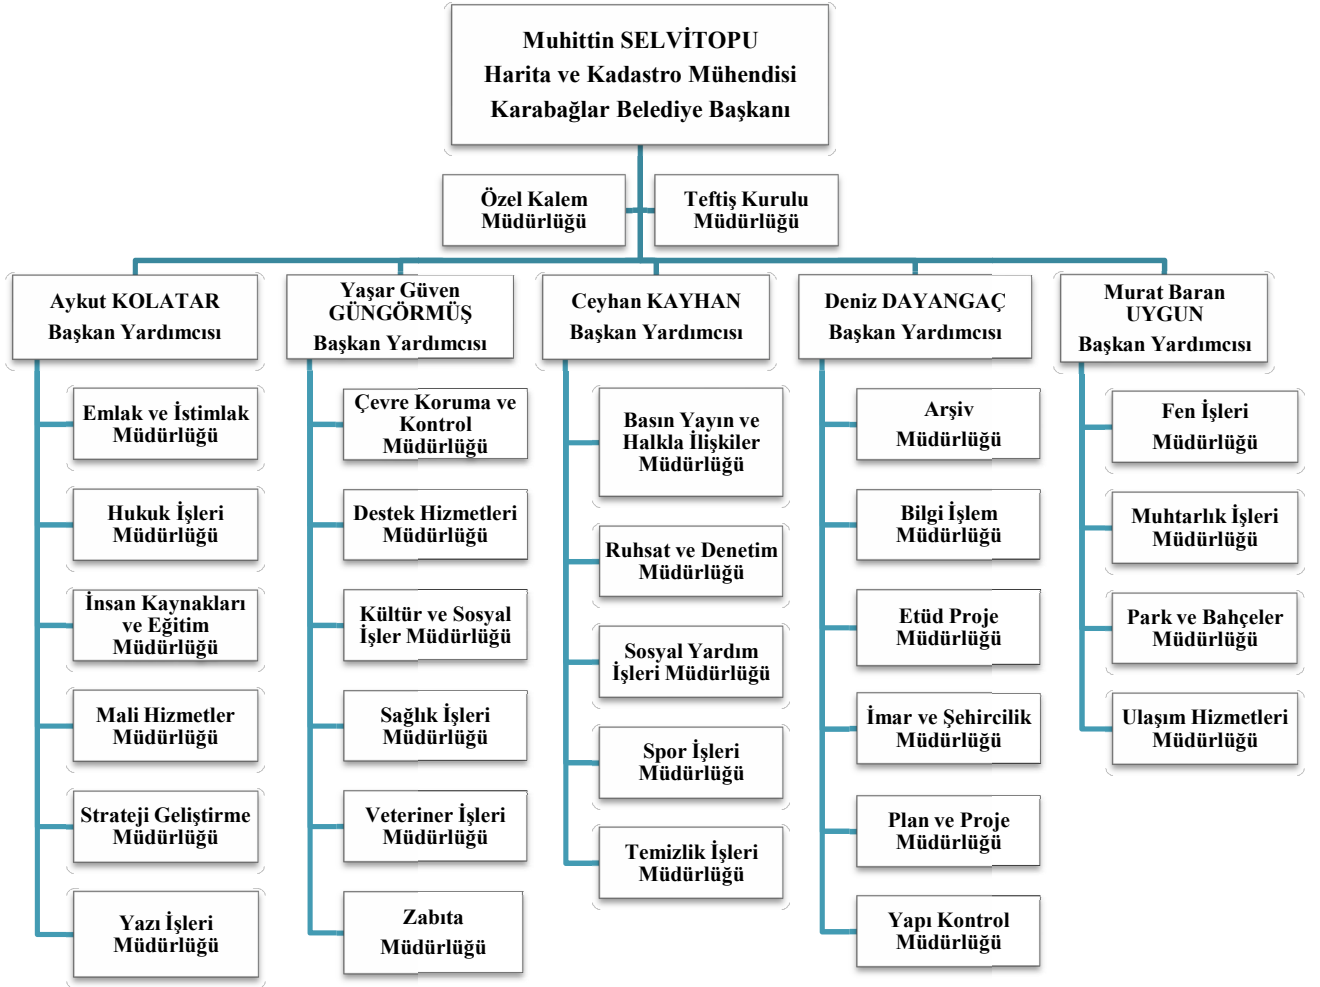 Muhittin SELVİTOPU
Harita ve Kadastro Mühendisi
Karabağlar Belediye Başkanı
Özel Kalem
Müdürlüğü
Teftiş Kurulu
Müdürlüğü
Aykut KOLATAR
Başkan Yardımcısı
Emlak ve İstimlak
Müdürlüğü
Hukuk İşleri
Müdürlüğü
İnsan Kaynakları
ve Eğitim
Müdürlüğü
Mali Hizmetler
Müdürlüğü
Strateji Geliştirme
Müdürlüğü
Yazı İşleri
Müdürlüğü
Yaşar Güven
GÜNGÖRMÜŞ
Başkan Yardımcısı
Çevre Koruma ve
Kontrol
Müdürlüğü
Destek Hizmetleri
Müdürlüğü
Kültür ve Sosyal
İşler Müdürlüğü
Sağlık İşleri
Müdürlüğü
Veteriner İşleri
Müdürlüğü
Zabıta
Müdürlüğü
Ceyhan KAYHAN
Başkan Yardımcısı
Basın Yayın ve
Halkla İlişkiler
Müdürlüğü
Ruhsat ve Denetim
Müdürlüğü
Sosyal Yardım
İşleri Müdürlüğü
Spor İşleri
Müdürlüğü
Temizlik İşleri
Müdürlüğü
Deniz DAYANGAÇ
Başkan Yardımcısı
Arşiv
Müdürlüğü
Bilgi İşlem
Müdürlüğü
Etüd Proje
Müdürlüğü
İmar ve Şehircilik
Müdürlüğü
Plan ve Proje
Müdürlüğü
Yapı Kontrol
Müdürlüğü
Murat Baran
UYGUN
Başkan Yardımcısı
Fen İşleri
Müdürlüğü
Muhtarlık İşleri
Müdürlüğü
Park ve Bahçeler
Müdürlüğü
Ulaşım Hizmetleri
Müdürlüğü